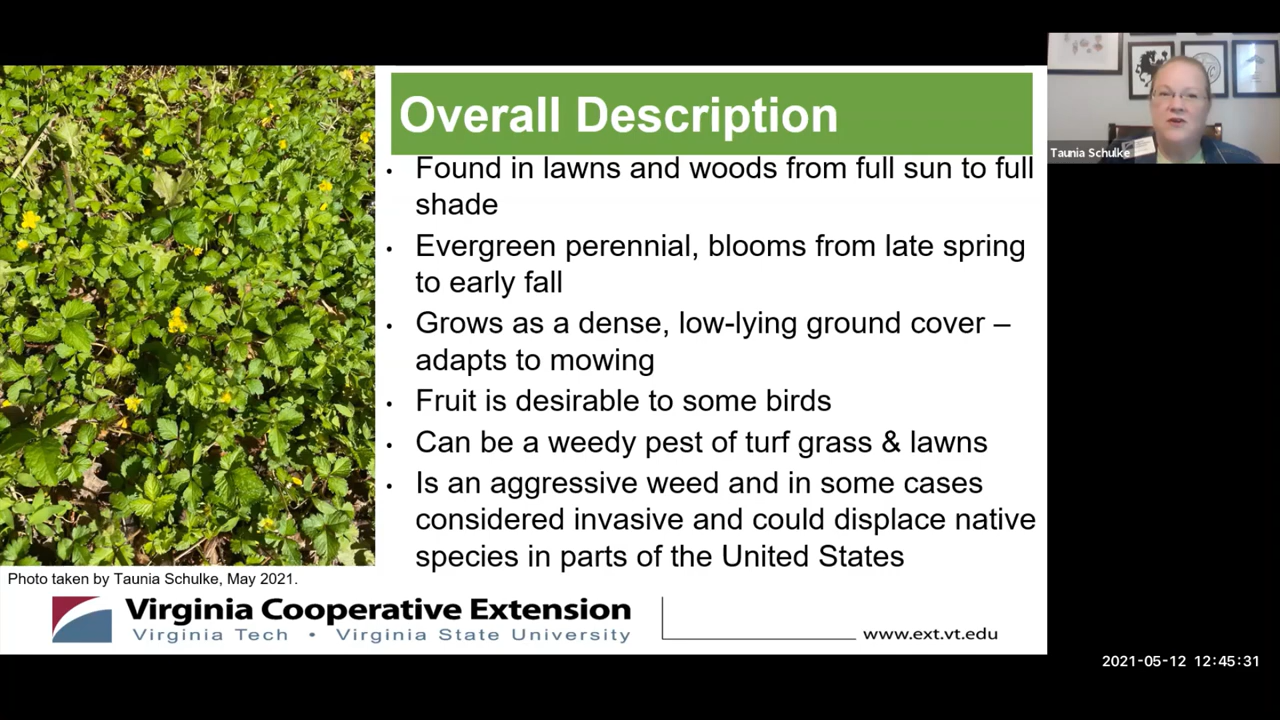 Overall Description
• Found in lawns and woods from full sun to full
shade
• Evergreen perennial, blooms from late spring
to early fall
• Grows as a dense, low-lying ground cover –
adapts to mowing
• Fruit is desirable to some birds
• Can be a weedy pest of turf grass & lawns
• Is an aggressive weed and in some cases
considered invasive and could displace native
species in parts of the United States
Photo taken by Taunia Schulke, May 2021.
Virginia Cooperative Extension
Virginia Tech • Virginia State University
www.ext.vt.edu
Taunia Schulke
2021-05-12 12:45:31